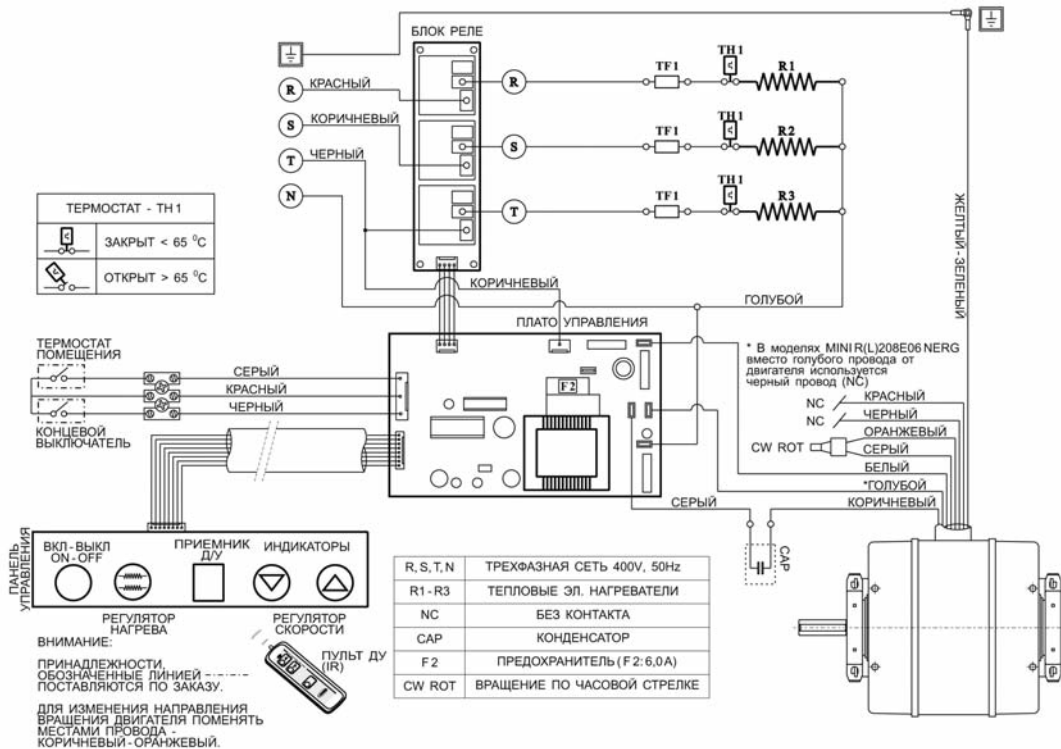 БЛОК РЕЛЕ
R КРАСНЫЙ
S КОРИЧНЕВЫЙ
T ЧЕРНЫЙ
N
R
TF1
TH1
R1
S
TF1
TH1
R2
T
TF1
TH1
R3
ТЕРМОСТАТ - TH1
ЗАКРЫТ < 65 °C
ОТКРЫТ > 65 °C
КОРИЧНЕВЫЙ
ГОЛУБОЙ
ЖЕЛТЫЙ-ЗЕЛЕНЫЙ
ПЛАТО УПРАВЛЕНИЯ
F2
ТЕРМОСТАТ
ПОМЕЩЕНИЯ
СЕРЫЙ
КРАСНЫЙ
ЧЕРНЫЙ
КОНЦЕВОЙ
ВЫКЛЮЧАТЕЛЬ
* В моделях MINI R(L)208E06 NERG
вместо голубого провода от
двигателя используется
черный провод (NC)
NC КРАСНЫЙ
NC ЧЕРНЫЙ
ОРАНЖЕВЫЙ
CW ROT СЕРЫЙ
БЕЛЫЙ
*ГОЛУБОЙ
СЕРЫЙ
КОРИЧНЕВЫЙ
CAP
ПАНЕЛЬ
УПРАВЛЕНИЯ
ВКЛ-ВЫКЛ
ON-OFF
ПРИЕМНИК
Д/У
ИНДИКАТОРЫ
РЕГУЛЯТОР
НАГРЕВА
РЕГУЛЯТОР
СКОРОСТИ
ПУЛЬТ ДУ
(IR)
ВНИМАНИЕ:
ПРИНАДЛЕЖНОСТИ,
ОБОЗНАЧЕННЫЕ ЛИНИЕЙ
ПОСТАВЛЯЮТСЯ ПО ЗАКАЗУ.
ДЛЯ ИЗМЕНЕНИЯ НАПРАВЛЕНИЯ
ВРАЩЕНИЯ ДВИГАТЕЛЯ ПОМЕНЯТЬ
МЕСТАМИ ПРОВОДА -
КОРИЧНЕВЫЙ-ОРАНЖЕВЫЙ.
R, S, T, N ТРЕХФАЗНАЯ СЕТЬ 400V, 50Hz
R1-R3 ТЕПЛОВЫЕ ЭЛ. НАГРЕВАТЕЛИ
NC БЕЗ КОНТАКТА
CAP КОНДЕНСАТОР
F2 ПРЕДОХРАНИТЕЛЬ (F2:6,0A)
CW ROT ВРАЩЕНИЕ ПО ЧАСОВОЙ СТРЕЛКЕ